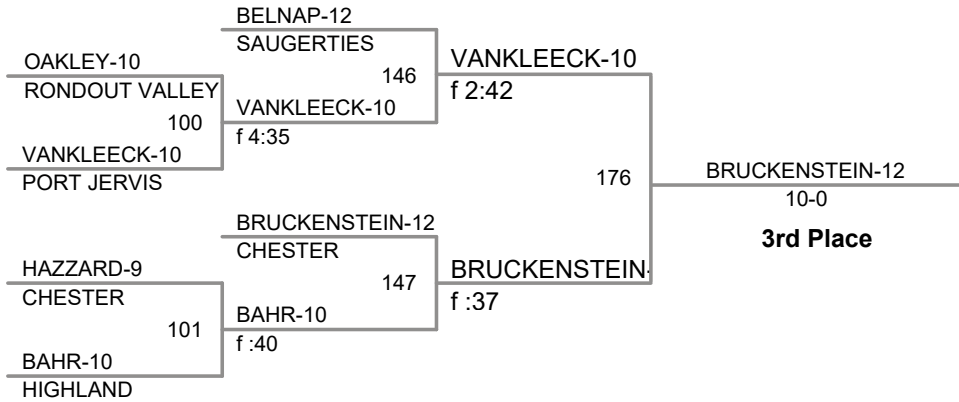 BELNAP-12
SAUGERTIES
OAKLEY-10
RONDOUT VALLEY
146
VANKLEECK-10
f 2:42
100
VANKLEECK-10
f 4:35
VANKLEECK-10
PORT JERVIS
176
BRUCKENSTEIN-12
10-0
3rd Place
BRUCKENSTEIN-12
CHESTER
HAZZARD-9
CHESTER
147
BRUCKENSTEIN-
f :37
101
BAHR-10
f :40
BAHR-10
HIGHLAND